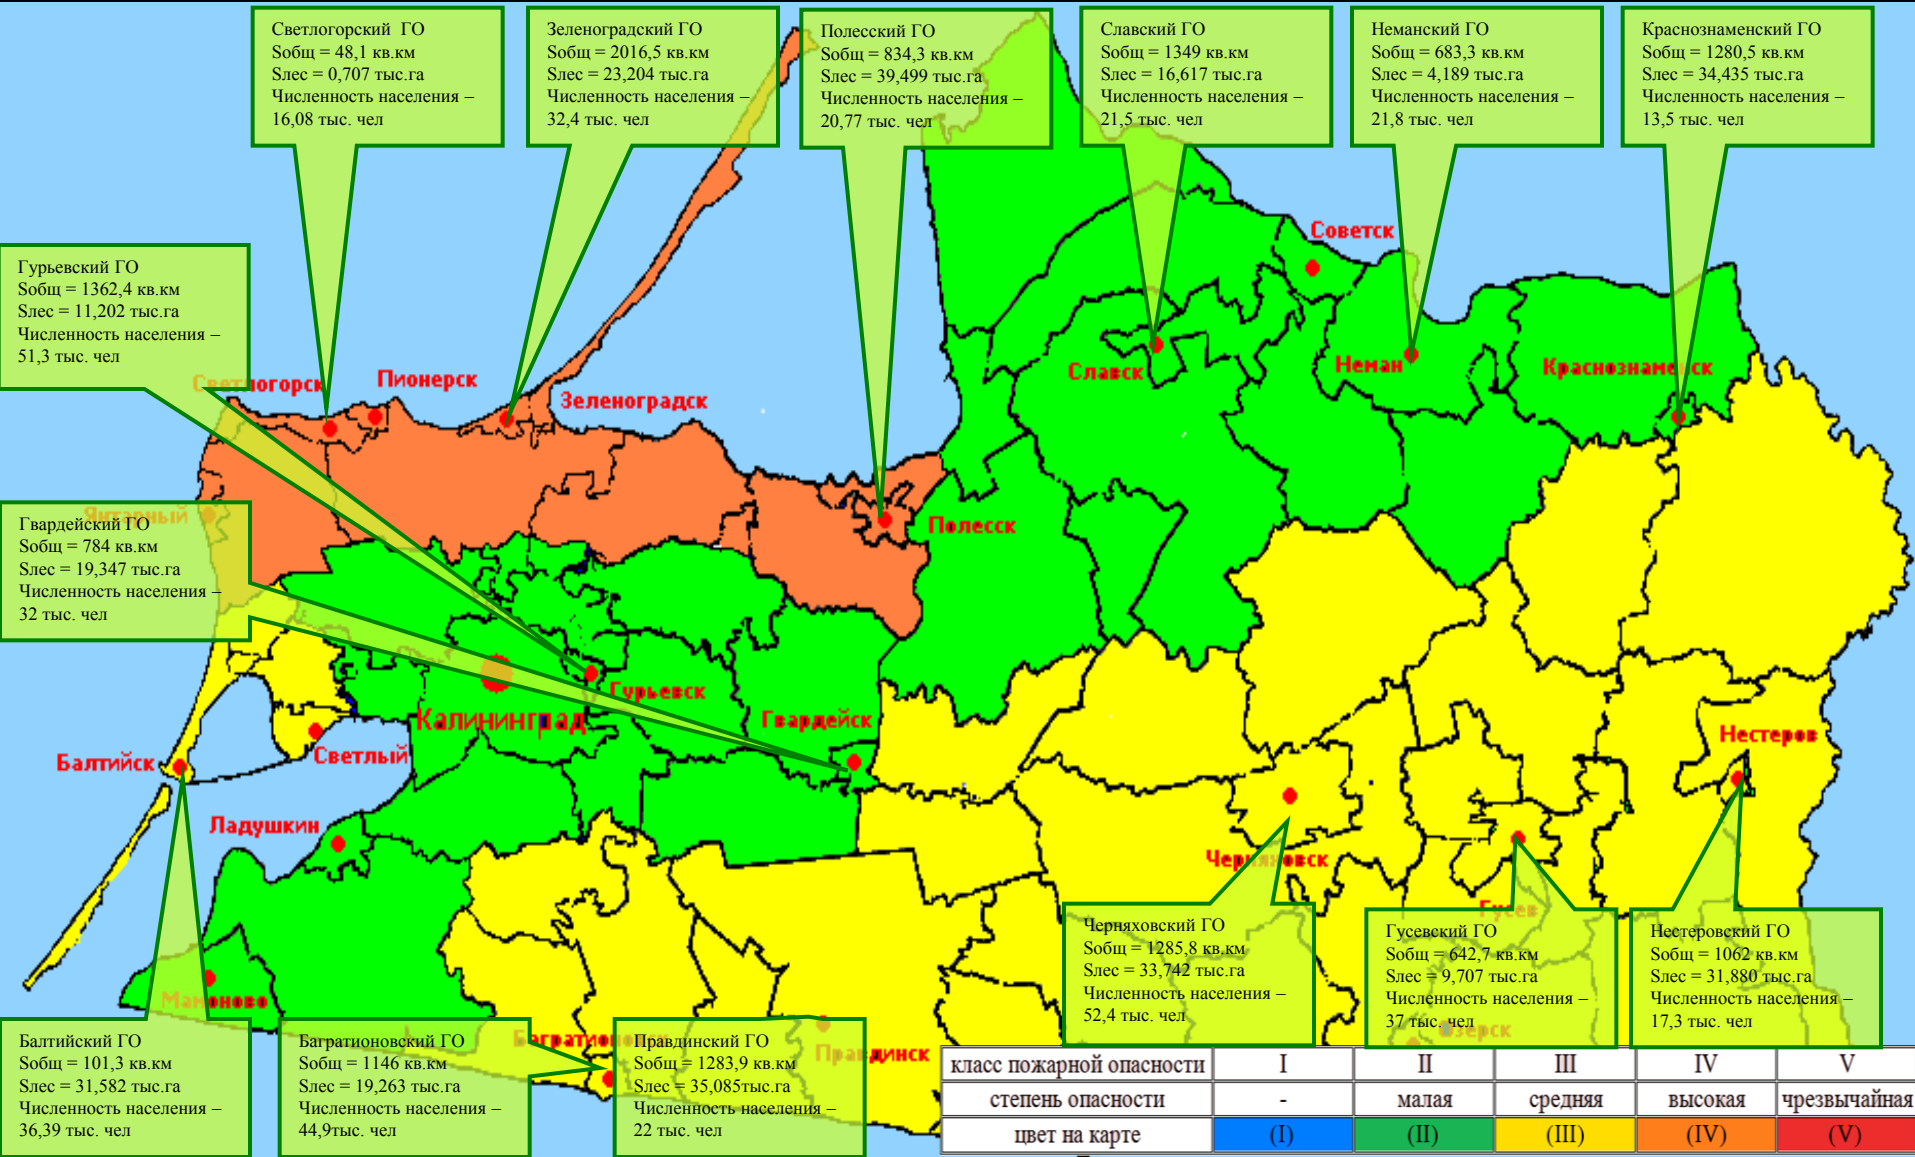 Светлогорский ГО
Sобщ = 48,1 кв.км
Sлес = 0,707 тыс.га
Численность населения –
16,08 тыс. чел
Зеленоградский ГО
Sобщ = 2016,5 кв.км
Sлес = 23,204 тыс.га
Численность населения –
32,4 тыс. чел
Полесский ГО
Sобщ = 834,3 кв.км
Sлес = 39,499 тыс.га
Численность населения –
20,77 тыс. чел
Славский ГО
Sобщ = 1349 кв.км
Sлес = 16,617 тыс.га
Численность населения –
21,5 тыс. чел
Неманский ГО
Sобщ = 683,3 кв.км
Sлес = 4,189 тыс.га
Численность населения –
21,8 тыс. чел
Краснознаменский ГО
Sобщ = 1280,5 кв.км
Sлес = 34,435 тыс.га
Численность населения –
13,5 тыс. чел
Гурьевский ГО
Sобщ = 1362,4 кв.км
Sлес = 11,202 тыс.га
Численность населения –
51,3 тыс. чел
Советск
Светлогорск
Пионерск
Зеленоградск
Славск
Неман
Краснознаменск
Гвардейский ГО
Sобщ = 784 кв.км
Sлес = 19,347 тыс.га
Численность населения –
32 тыс. чел
Янтарный
Полесск
Гурьевск
Калининград
Гвардейск
Нестеров
Балтийск
Светлый
Ладушкин
Черняховск
Гусев
Мамоново
Багратионовск
Правдинск
Озерск
Черняховский ГО
Sобщ = 1285,8 кв.км
Sлес = 33,742 тыс.га
Численность населения –
52,4 тыс. чел
Гусевский ГО
Sобщ = 642,7 кв.км
Sлес = 9,707 тыс.га
Численность населения –
37 тыс. чел
Нестеровский ГО
Sобщ = 1062 кв.км
Sлес = 31,880 тыс.га
Численность населения –
17,3 тыс. чел
Балтийский ГО
Sобщ = 101,3 кв.км
Sлес = 31,582 тыс.га
Численность населения –
36,39 тыс. чел
Багратионовский ГО
Sобщ = 1146 кв.км
Sлес = 19,263 тыс.га
Численность населения –
44,9тыс. чел
Правдинский ГО
Sобщ = 1283,9 кв.км
Sлес = 35,085тыс.га
Численность населения –
22 тыс. чел
класс пожарной опасности I II III IV V
степень опасности - малая средняя высокая чрезвычайная
цвет на карте (I) (II) (III) (IV) (V)